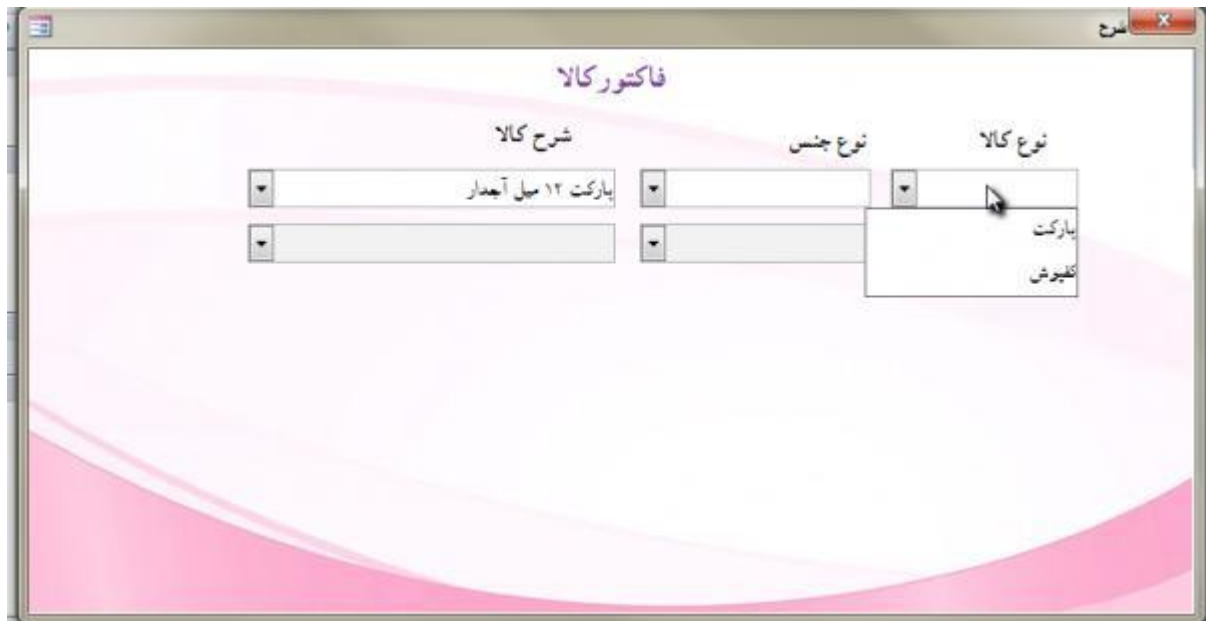 شرح
فاکتور کالا
نوع کالا نوع جنس شرح کالا
پارکت ۱۲ میل آجدار
پارکت
کفپوش